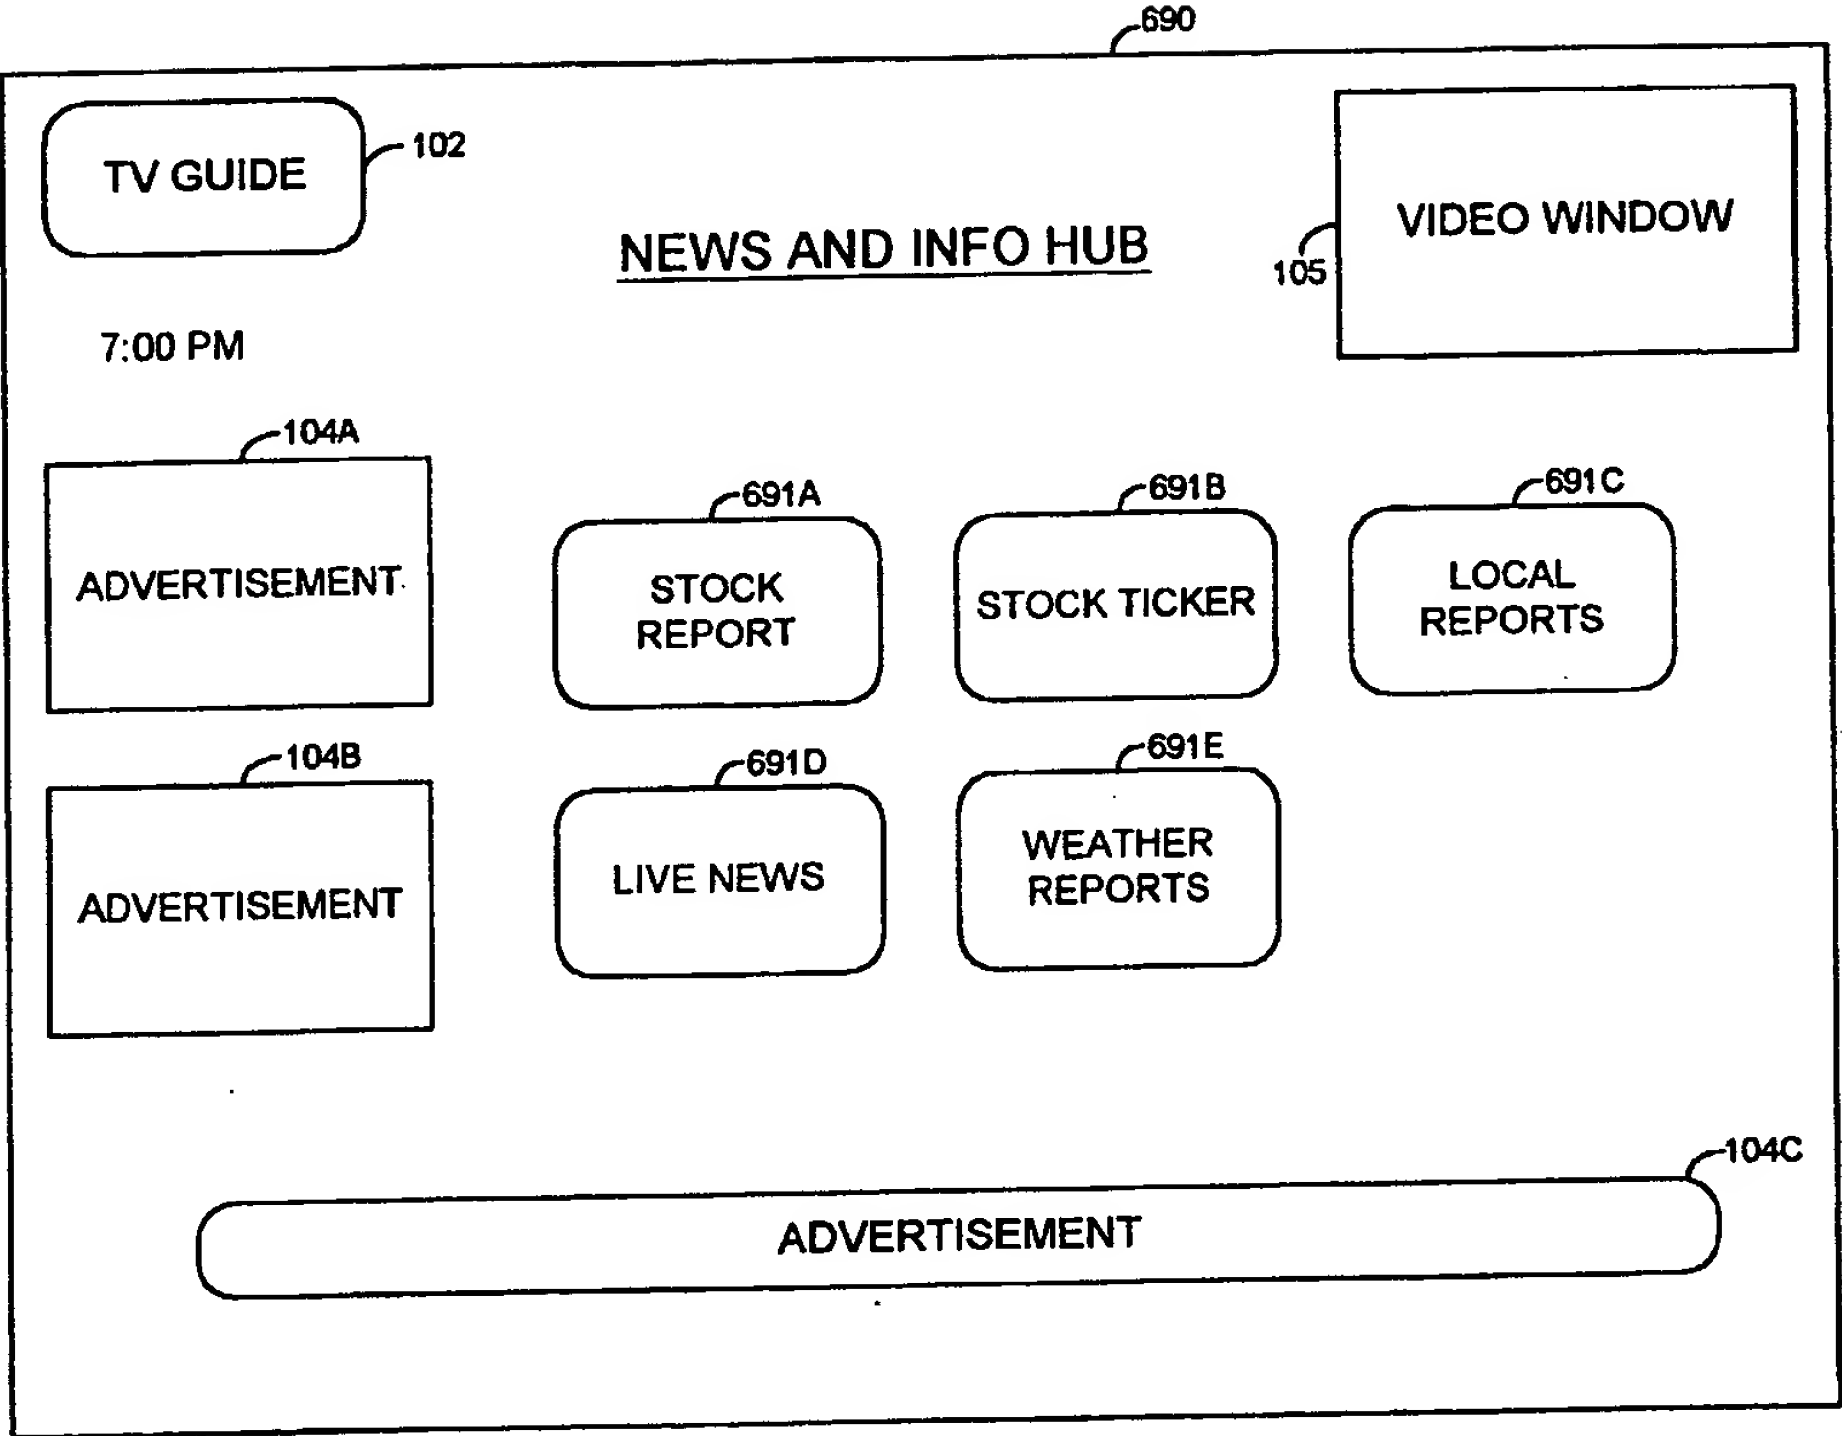 690
TV GUIDE
102
NEWS AND INFO HUB
VIDEO WINDOW
105
7:00 PM
104A
ADVERTISEMENT
691A
STOCK
REPORT
691B
STOCK TICKER
691C
LOCAL
REPORTS
104B
ADVERTISEMENT
691D
LIVE NEWS
691E
WEATHER
REPORTS
104C
ADVERTISEMENT